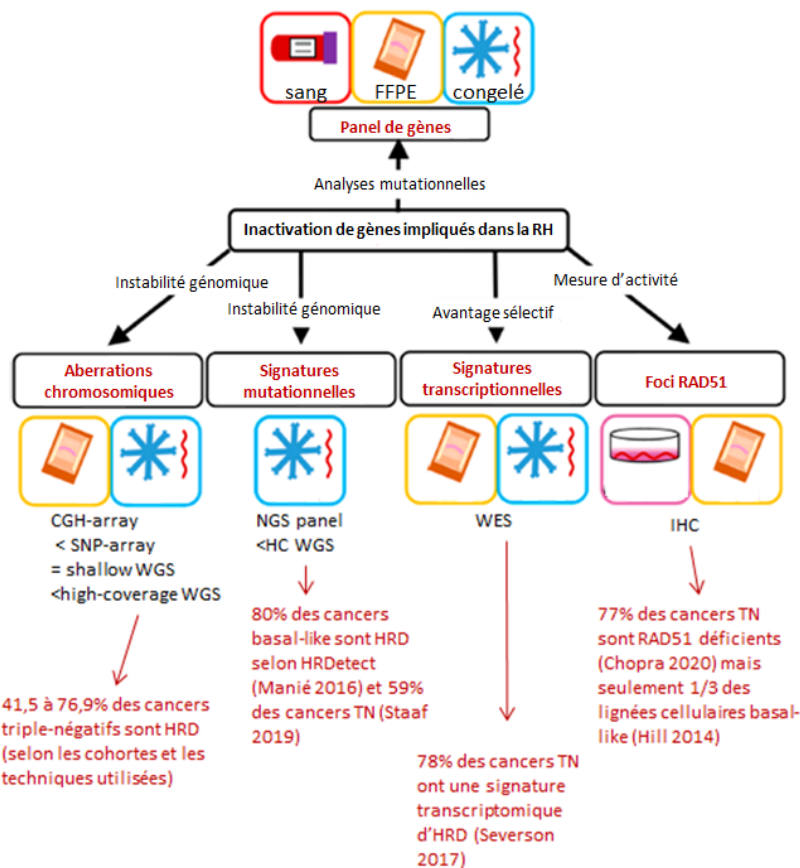 sang
FFPE
congelé
Panel de gènes
Analyses mutationnelles
Inactivation de gènes impliqués dans la RH
Instabilité génomique
Instabilité génomique
Avantage sélectif
Mesure d'activité
Aberrations
chromosomiques
Signatures
mutationnelles
Signatures
transcriptionnelles
Foci RAD51
CGH-array
< SNP-array
= shallow WGS
<high-coverage WGS
NGS panel
<HC WGS
WES
IHC
41,5 à 76,9% des cancers
triple-négatifs sont HRD
(selon les cohortes et les
techniques utilisées)
80% des cancers
basal-like sont HRD
selon HRDetect
(Manié 2016) et 59%
des cancers TN (Staaf
2019)
78% des cancers TN
ont une signature
transcriptomique
d'HRD (Severson
2017)
77% des cancers TN
sont RAD51 déficients
(Chopra 2020) mais
seulement 1/3 des
lignées cellulaires basal-
like (Hill 2014)